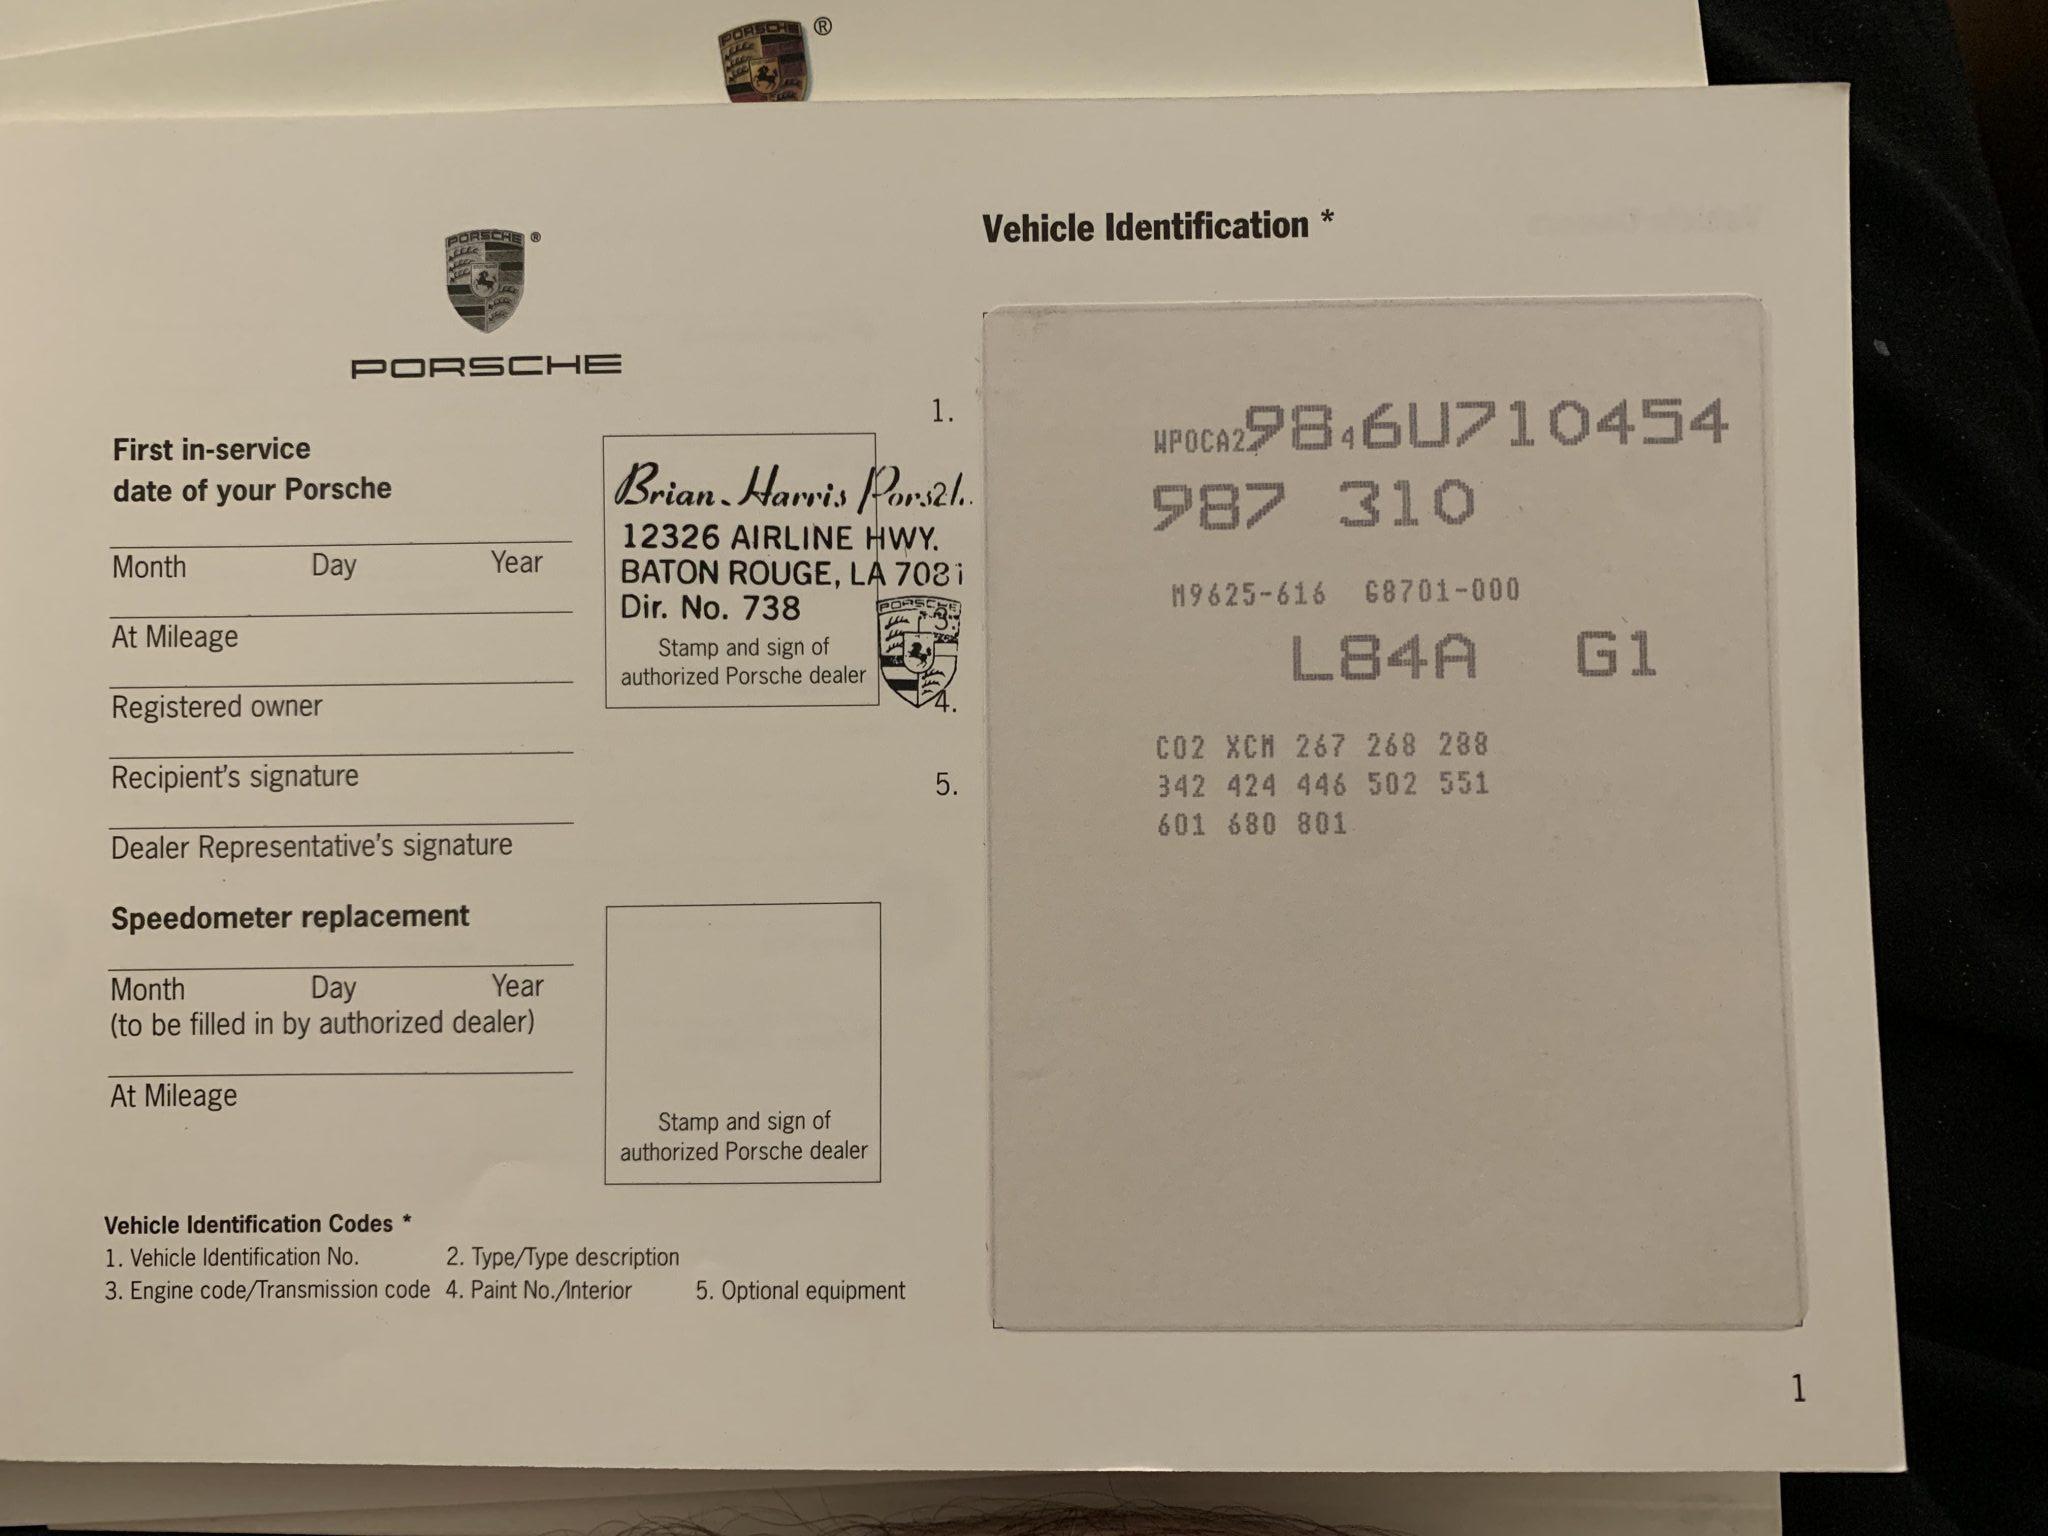 PORSCHE ®
PORSCHE ®
PORSCHE
First in-service
date of your Porsche
Month Day Year
At Mileage
Registered owner
Recipient's signature
Dealer Representative's signature
Brian Harris
12326 AIRLINE HWY.
BATON ROUGE, LA
Dir. No. 738
PORSCHE
Stamp and sign of
authorized Porsche dealer
Speedometer replacement
Month Day Year
(to be filled in by authorized dealer)
At Mileage
Stamp and sign of
authorized Porsche dealer
Vehicle Identification Codes *
1. Vehicle Identification No. 2. Type/Type description
3. Engine code/Transmission code 4. Paint No./Interior 5. Optional equipment
Vehicle Identification *
1. WP0CA29846U710454
987 310
3. M9625-616 G8701-000
4. L84A G1
5. C02 XCM 267 268 288
342 424 446 502 551
601 680 801
1